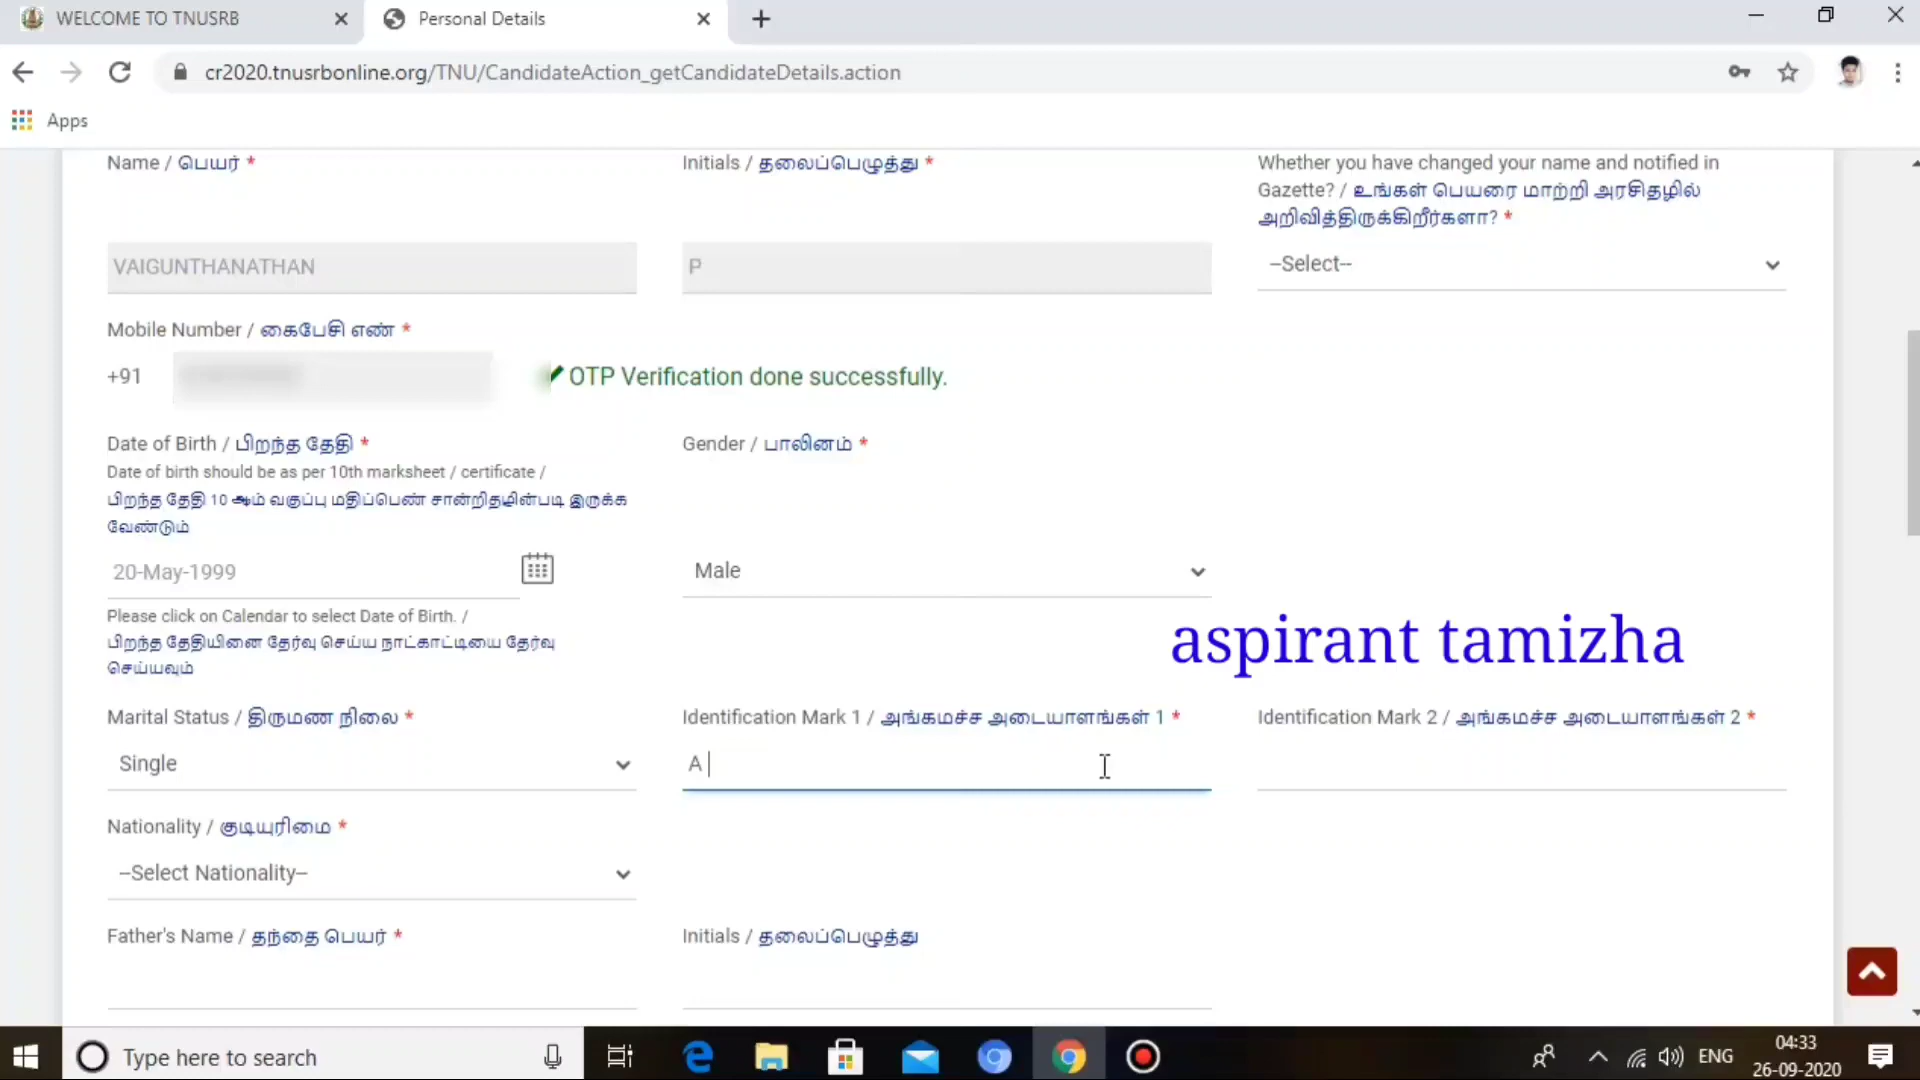 WELCOME TO TNUSRB
Personal Details
cr2020.tnusrbonline.org/TNU/CandidateAction_getCandidateDetails.action
Apps
Name / பெயர் *
Initials / தலைப்பெழுத்து *
Whether you have changed your name and notified in
Gazette? / உங்கள் பெயரை மாற்றி அரசிதழில்
அறிவித்திருக்கிறீர்களா? *
VAIGUNTHANATHAN
P
--Select--
Mobile Number / கைபேசி எண் *
+91
OTP Verification done successfully.
Date of Birth / பிறந்த தேதி *
Gender / பாலினம் *
Date of birth should be as per 10th marksheet / certificate /
பிறந்த தேதி 10 ஆம் வகுப்பு மதிப்பெண் சான்றிதழின்படி இருக்க
வேண்டும்
20-May-1999
Male
Please click on Calendar to select Date of Birth. /
பிறந்த தேதியினை தேர்வு செய்ய நாட்காட்டியை தேர்வு
செய்யவும்
aspirant tamizha
Marital Status / திருமண நிலை *
Identification Mark 1 / அங்கமச்ச அடையாளங்கள் 1 *
Identification Mark 2 / அங்கமச்ச அடையாளங்கள் 2 *
Single
A
Nationality / குடியுரிமை *
--Select Nationality--
Father's Name / தந்தை பெயர் *
Initials / தலைப்பெழுத்து
Type here to search
ENG
04:33
26-09-2020